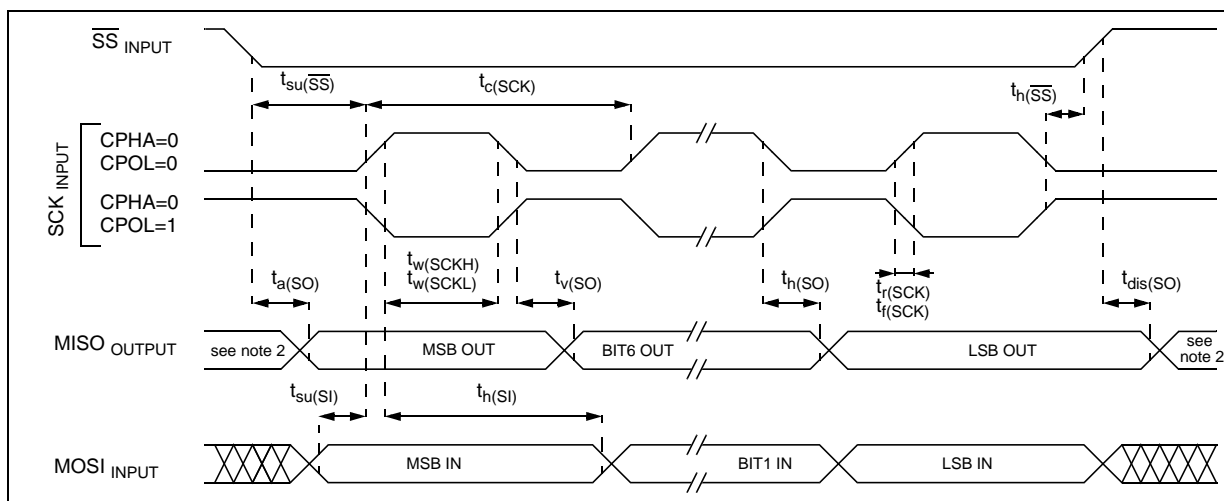 SS INPUT
tsu(SS)
tc(SCK)
th(SS)
SCK INPUT
CPHA=0
CPOL=0
CPHA=0
CPOL=1
ta(SO)
tw(SCKH)
tw(SCKL)
tv(SO)
th(SO)
tr(SCK)
tf(SCK)
tdis(SO)
MISO OUTPUT
see note 2
MSB OUT
BIT6 OUT
LSB OUT
see
note 2
tsu(SI)
th(SI)
MOSI INPUT
MSB IN
BIT1 IN
LSB IN